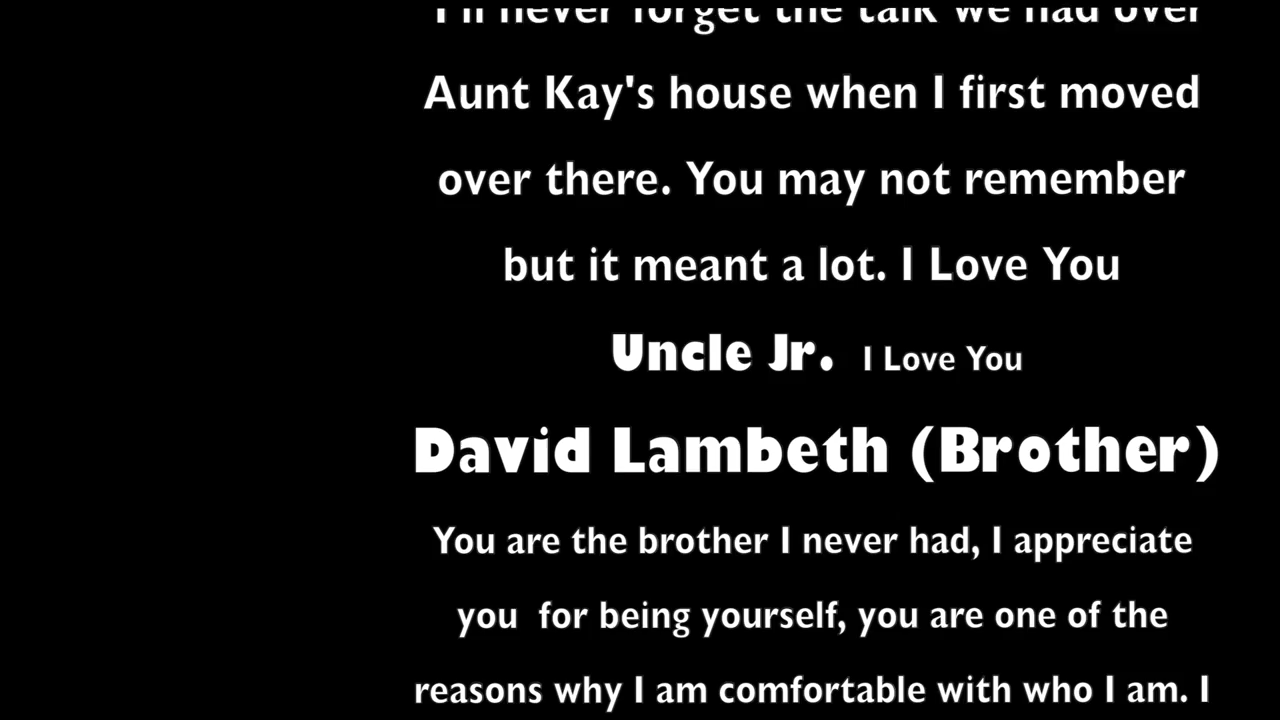 I'll never forget the talk we had over
Aunt Kay's house when I first moved
over there. You may not remember
but it meant a lot. I Love You
Uncle Jr. I Love You
David Lambeth (Brother)
You are the brother I never had, I appreciate
you  for being yourself, you are one of the
reasons why I am comfortable with who I am. I